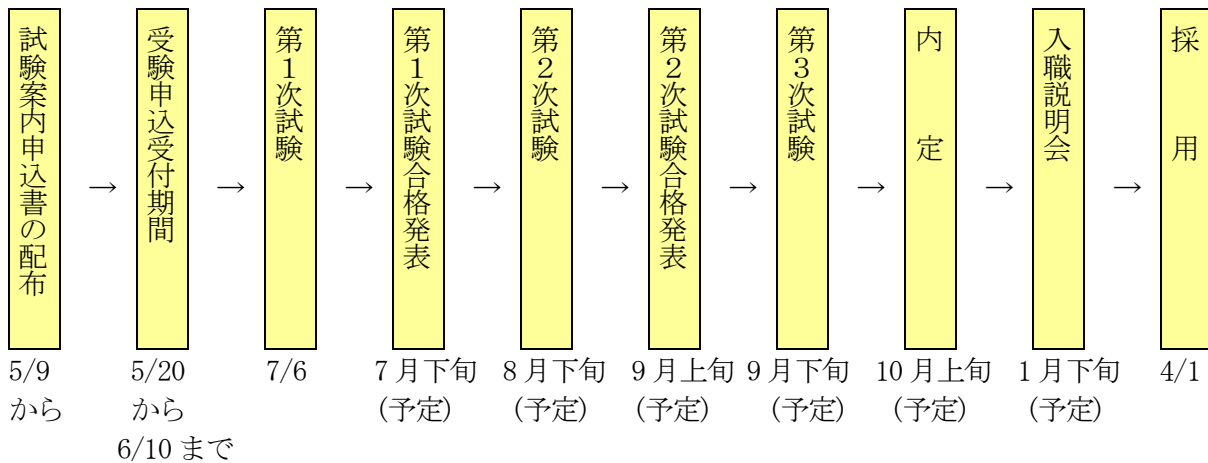 試験案内申込書の配布
→
受験申込受付期間
→
第1次試験
→
第1次試験合格発表
→
第2次試験
→
第2次試験合格発表
→
第3次試験
→
内定
→
入職説明会
→
採用
5/9
から
5/20
から
6/10まで
7/6
7月下旬
(予定)
8月下旬
(予定)
9月上旬
(予定)
9月下旬
(予定)
10月上旬
(予定)
1月下旬
(予定)
4/1